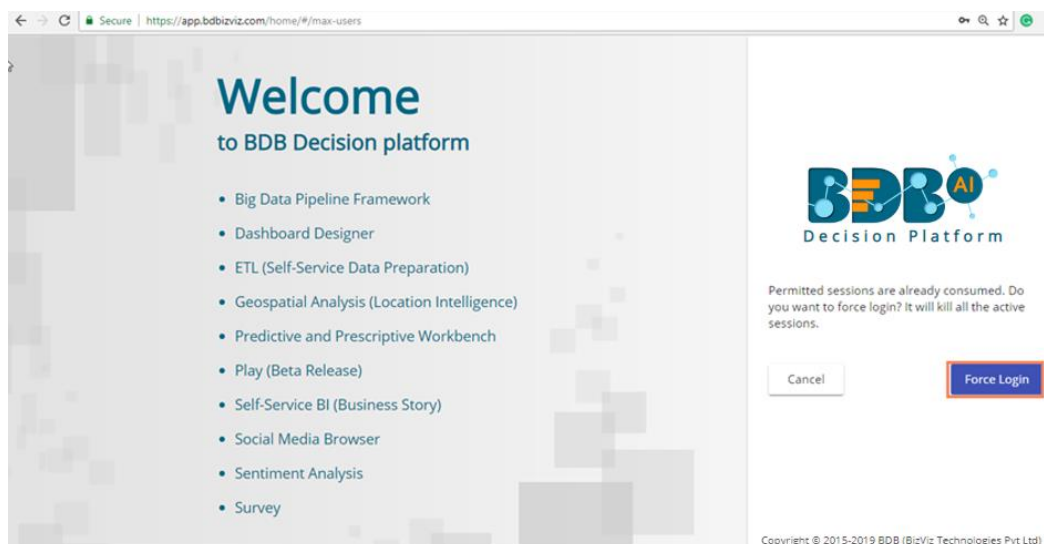 Secure | https://app.bdbizviz.com/home/#/max-users
Welcome
to BDB Decision platform
• Big Data Pipeline Framework
• Dashboard Designer
• ETL (Self-Service Data Preparation)
• Geospatial Analysis (Location Intelligence)
• Predictive and Prescriptive Workbench
• Play (Beta Release)
• Self-Service BI (Business Story)
• Social Media Browser
• Sentiment Analysis
• Survey
BDB AI
Decision Platform
Permitted sessions are already consumed. Do
you want to force login? It will kill all the active
sessions.
Cancel
Force Login
Copyright © 2015-2019 BDB (BizViz Technologies Pvt Ltd)